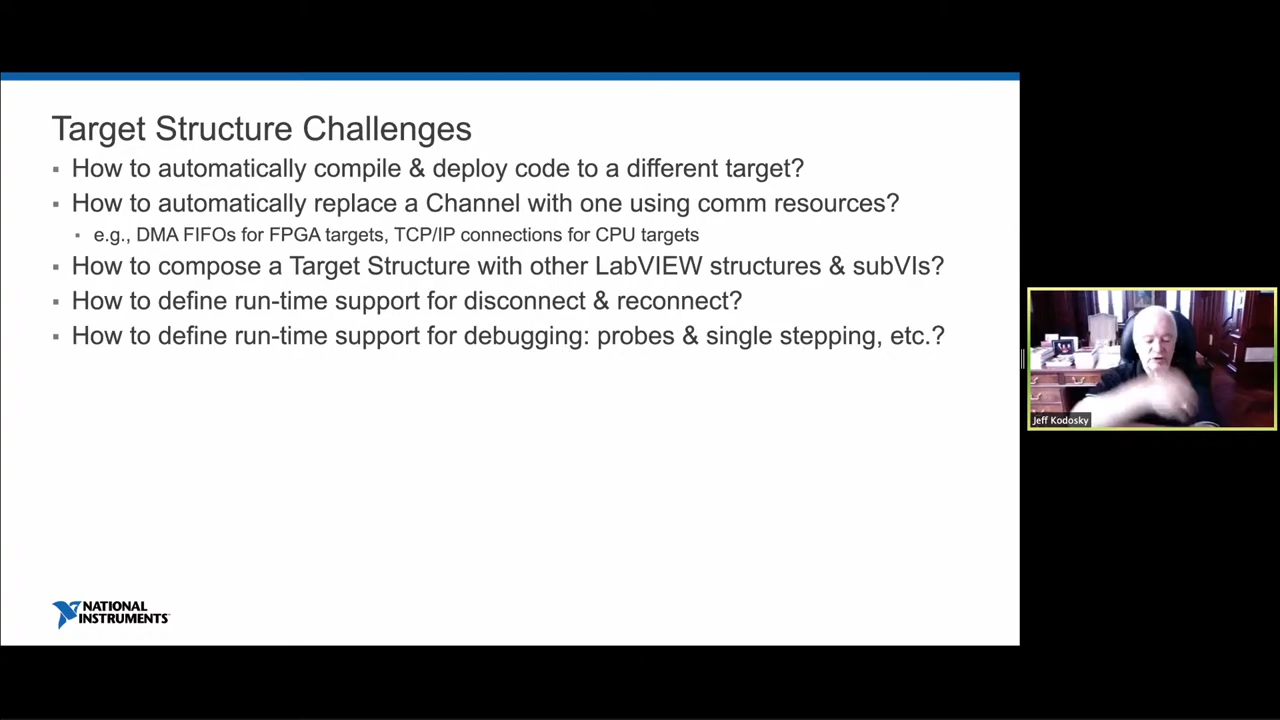 Target Structure Challenges
▪ How to automatically compile & deploy code to a different target?
▪ How to automatically replace a Channel with one using comm resources?
▪ e.g., DMA FIFOs for FPGA targets, TCP/IP connections for CPU targets
▪ How to compose a Target Structure with other LabVIEW structures & subVIs?
▪ How to define run-time support for disconnect & reconnect?
▪ How to define run-time support for debugging: probes & single stepping, etc.?
NATIONAL
INSTRUMENTS™
Jeff Kodosky